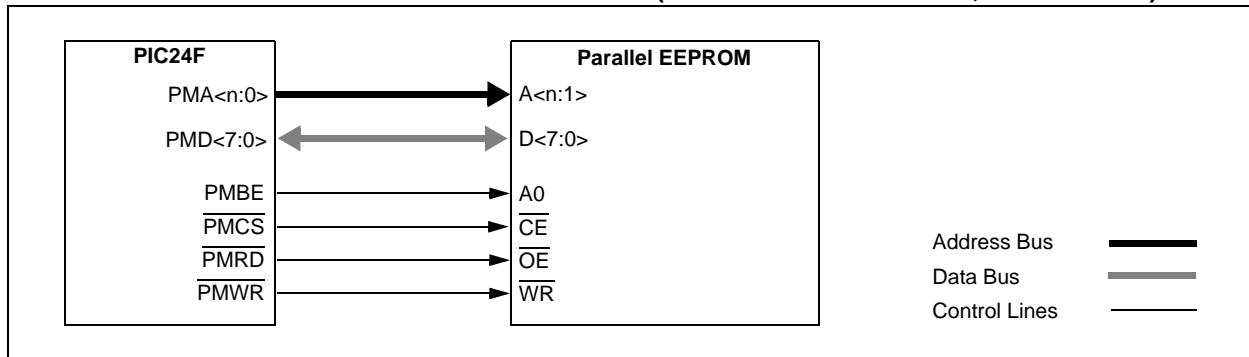 PIC24F
Parallel EEPROM
PMA<n:0>
A<n:1>
PMD<7:0>
D<7:0>
PMBE
A0
PMCS
CE
PMRD
OE
PMWR
WR
Address Bus
Data Bus
Control Lines